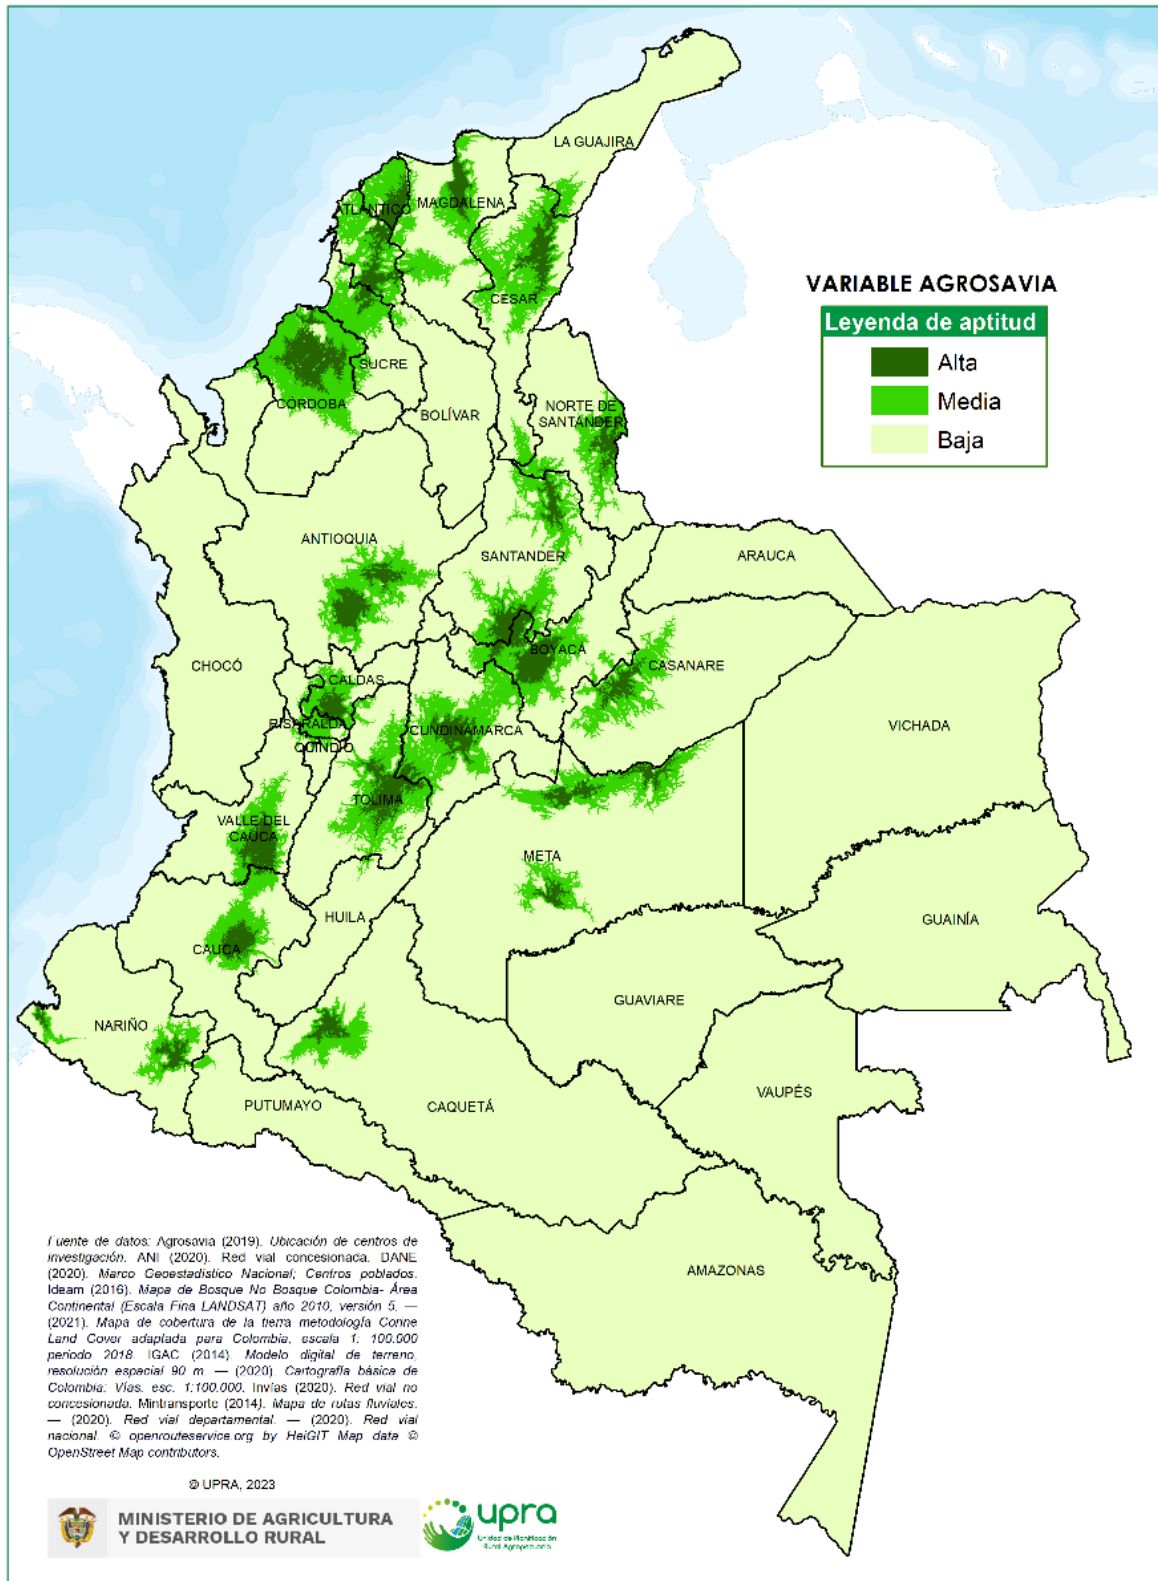 LA GUAJIRA
MAGDALENA
ATLÁNTICO
VARIABLE AGROSAVIA
CESAR
Leyenda de aptitud
Alta
Media
Baja
SUCRE
CÓRDOBA
BOLÍVAR
NORTE DE
SANTANDER
ANTIOQUIA
SANTANDER
ARAUCA
BOYACÁ
CHOCÓ
CASANARE
CALDAS
RISARALDA
CUNDINAMARCA
VICHADA
QUINDIO
TOLIMA
VALLE DEL
CAUCA
META
HUILA
GUAINÍA
CAUCA
GUAVIARE
NARIÑO
VAUPÉS
PUTUMAYO
CAQUETÁ
AMAZONAS
Fuente de datos: Agrosavia (2019). Ubicación de centros de
investigación. ANI (2020). Red vial concesionada. DANE
(2020). Marco Geoestadístico Nacional; Centros poblados.
Ideam (2016). Mapa de Bosque No Bosque Colombia- Área
Continental (Escala Fina LANDSAT) año 2010, versión 5. —
(2021). Mapa de cobertura de la tierra metodología Corine
Land Cover adaptada para Colombia, escala 1: 100.000
periodo 2018. IGAC (2014). Modelo digital de terreno,
resolución espacial 90 m. — (2020). Cartografía básica de
Colombia: Vías. esc. 1:100.000. Invías (2020). Red vial no
concesionada. Mintransporte (2014). Mapa de rutas fluviales.
— (2020). Red vial departamental. — (2020). Red vial
nacional. © openrouteservice.org by HeiGIT Map data ©
OpenStreet Map contributors.
© UPRA, 2023
MINISTERIO DE AGRICULTURA
Y DESARROLLO RURAL
upra
Unidad de Planificación
Rural Agropecuaria